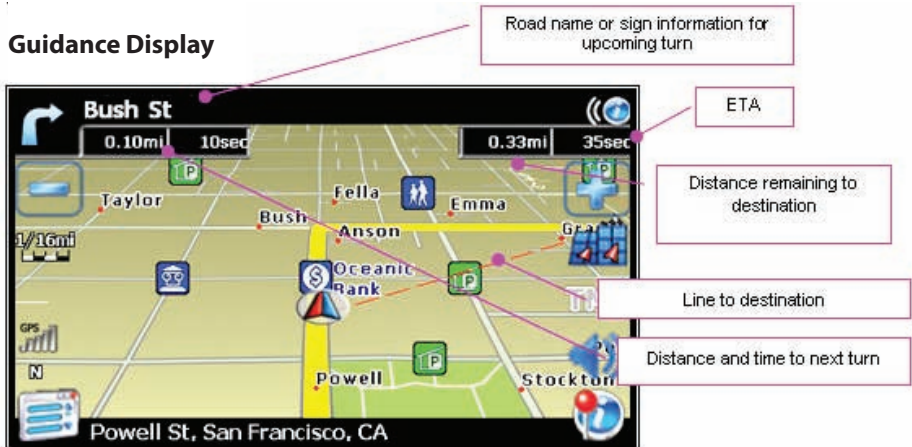 Guidance Display
Road name or sign information for
upcoming turn
ETA
Bush St
0.10mi 10sec
0.33mi 35sec
Distance remaining to
destination
P
P
Taylor
Fella
Emma
Bush
Anson
1/16mi
$ Oceanic
Bank
P
Line to destination
GPS
Distance and time to next turn
N
P
Powell
Stockton
Powell St, San Francisco, CA